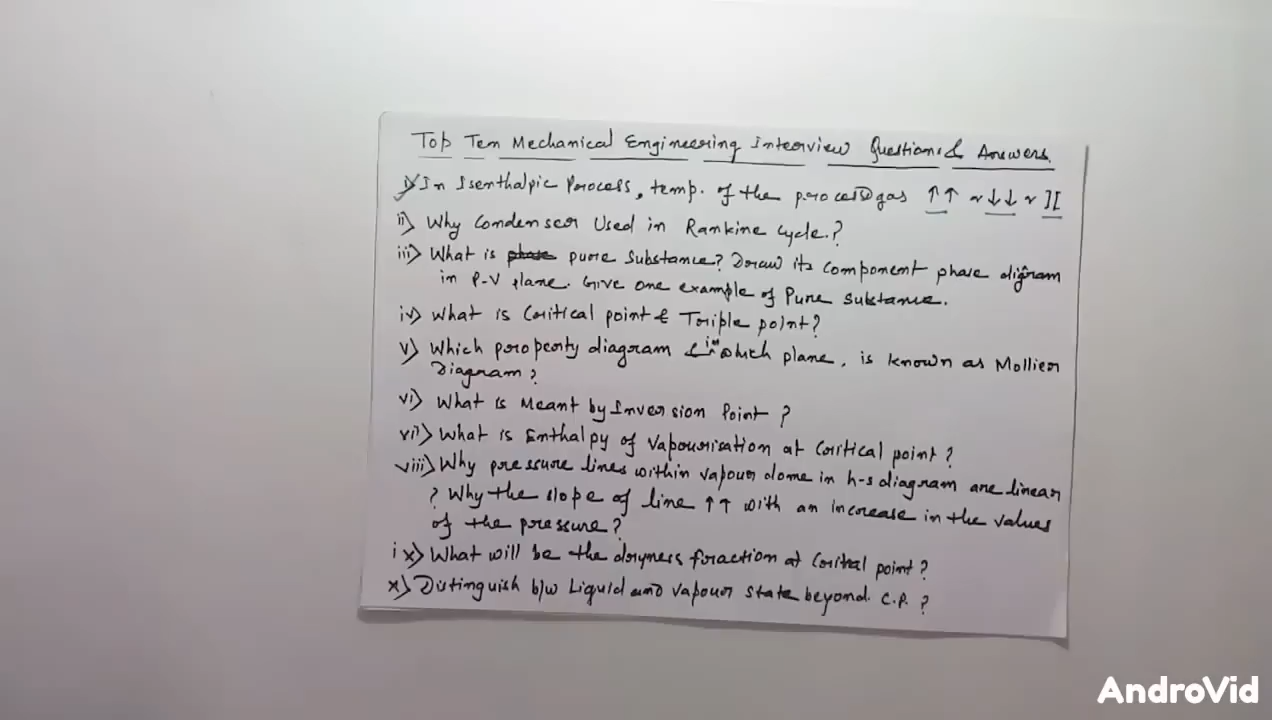 Top Ten Mechanical Engineering Interview Questions & Answers.
i) In Isenthalpic Process, temp. of the process gas ↑↑ ~ ↓↓ ~ ][
ii) Why Condenser Used in Rankine Cycle.?
iii) What is pure substance? Draw its component phase digram
in P-V plane. Give one example of Pure substance.
iv) What is Critical point & Triple point?
v) Which property diagram & in which plane, is known as Mollier
Diagram?
vi) What is Meant by Inversion Point?
vii) What is Enthalpy of Vapourisation at Critical point?
viii) Why pressure lines within vapour dome in h-s diagram are linear
? Why the slope of line ↑↑ with an increase in the values
of the pressure?
ix) What will be the dryness fraction at Critical point?
x) Distinguish b/w Liquid and vapour state beyond C.P.?
AndroVid